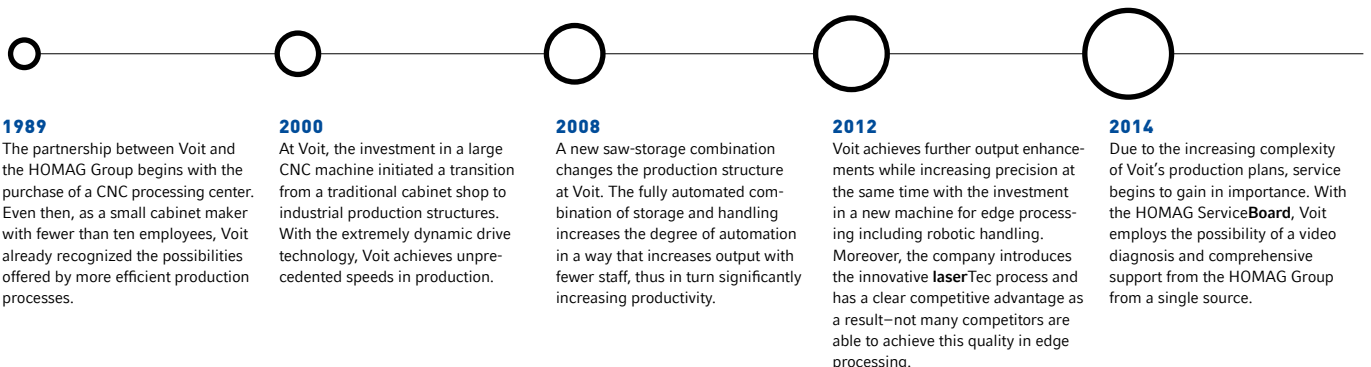 1989
The partnership between Voit and
the HOMAG Group begins with the
purchase of a CNC processing center.
Even then, as a small cabinet maker
with fewer than ten employees, Voit
already recognized the possibilities
offered by more efficient production
processes.
2000
At Voit, the investment in a large
CNC machine initiated a transition
from a traditional cabinet shop to
industrial production structures.
With the extremely dynamic drive
technology, Voit achieves unpre-
cedented speeds in production.
2008
A new saw-storage combination
changes the production structure
at Voit. The fully automated com-
bination of storage and handling
increases the degree of automation
in a way that increases output with
fewer staff, thus in turn significantly
increasing productivity.
2012
Voit achieves further output enhance-
ments while increasing precision at
the same time with the investment
in a new machine for edge process-
ing including robotic handling.
Moreover, the company introduces
the innovative laserTec process and
has a clear competitive advantage as
a result–not many competitors are
able to achieve this quality in edge
processing.
2014
Due to the increasing complexity
of Voit's production plans, service
begins to gain in importance. With
the HOMAG ServiceBoard, Voit
employs the possibility of a video
diagnosis and comprehensive
support from the HOMAG Group
from a single source.